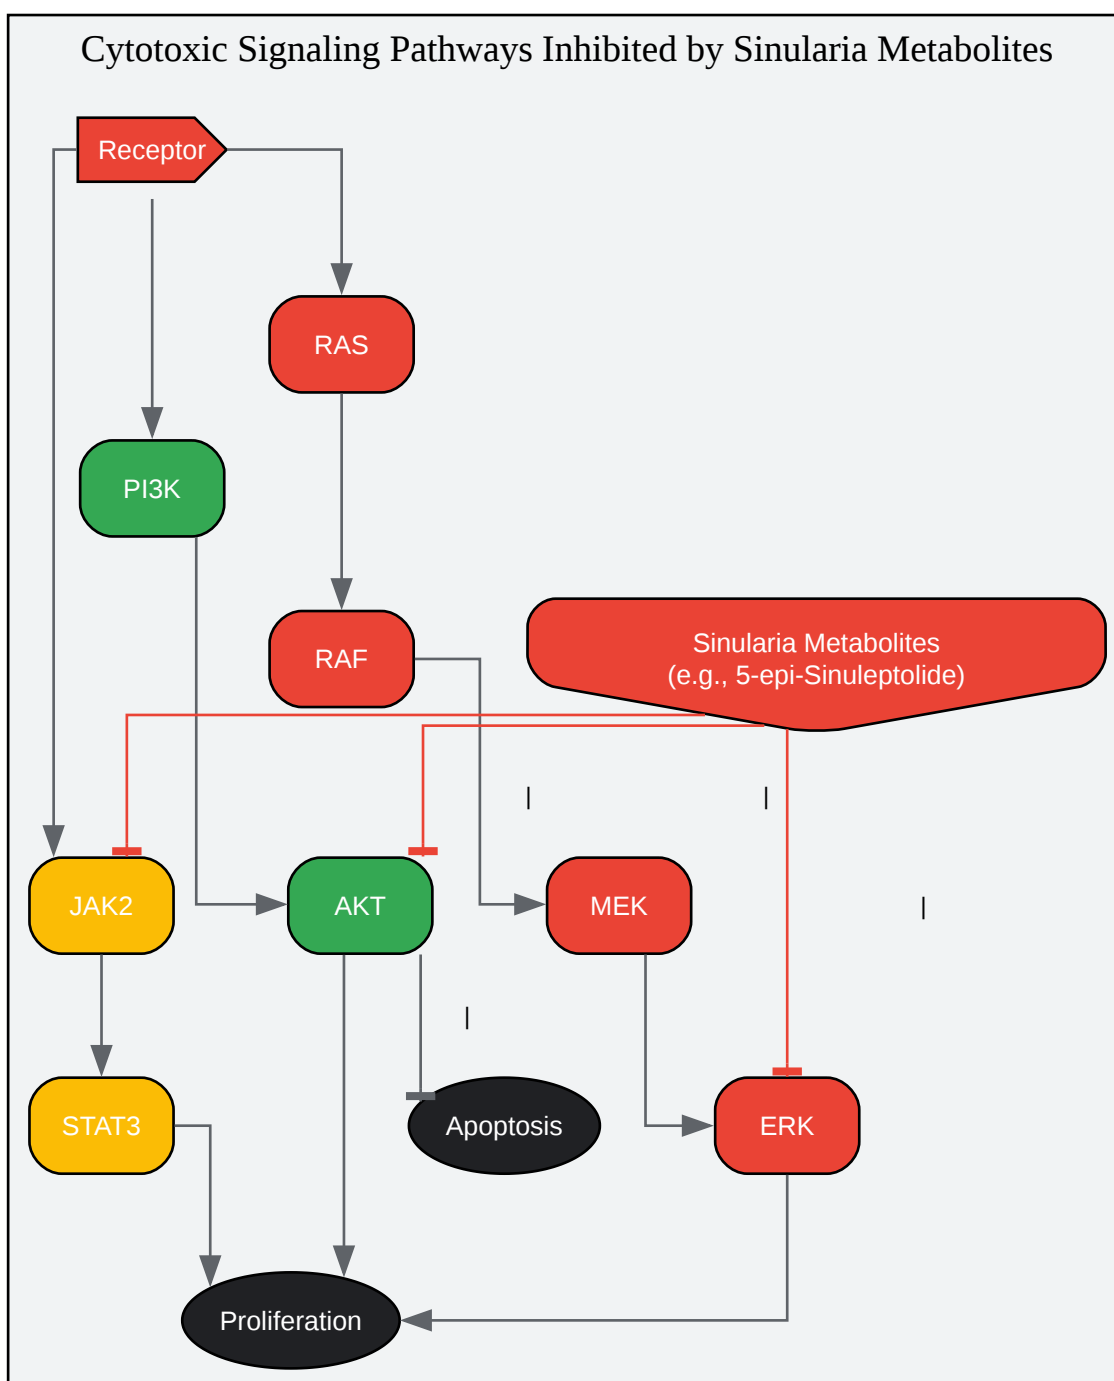 Cytotoxic Signaling Pathways Inhibited by Sinularia Metabolites
Receptor
RAS
PI3K
RAF
Sinularia Metabolites
(e.g., 5-epi-Sinuleptolide)
|
|
JAK2
AKT
MEK
|
|
STAT3
Apoptosis
ERK
Proliferation